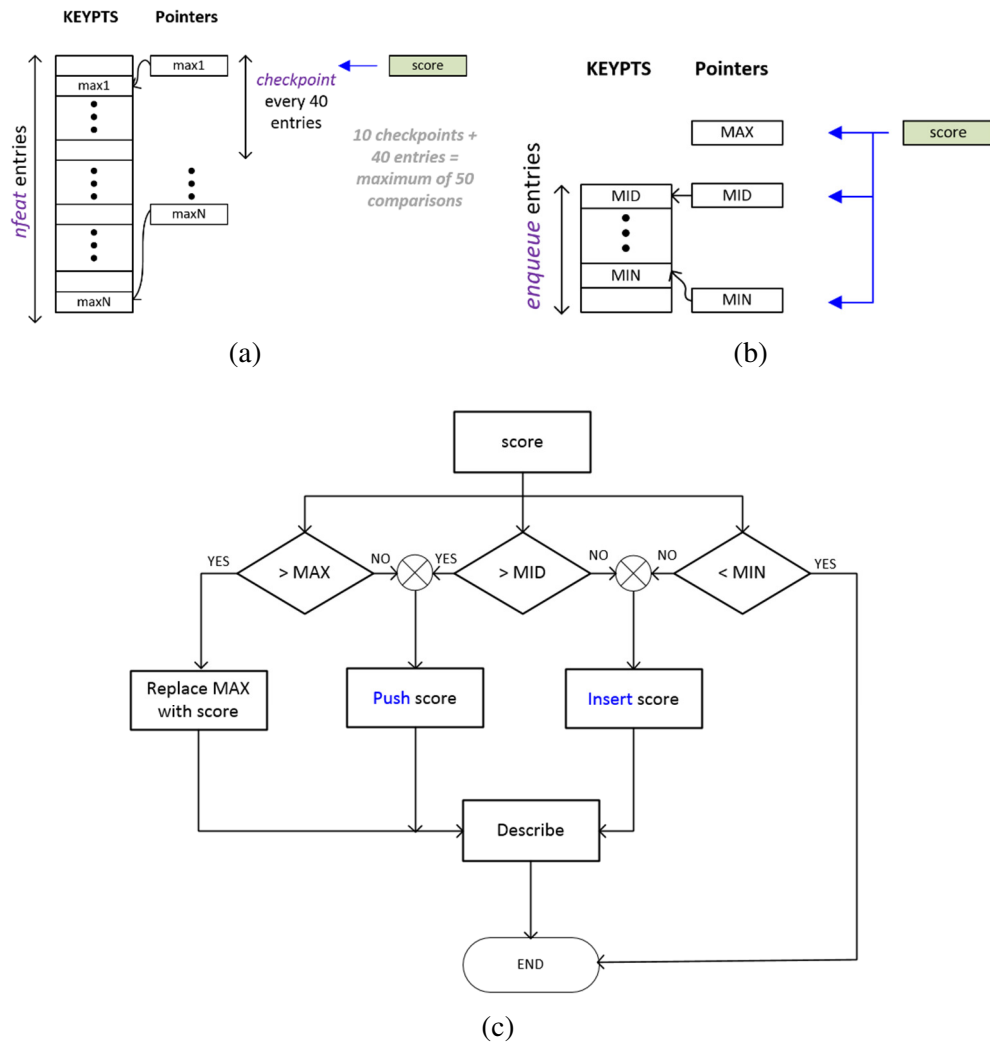 KEYPTS Pointers
max1
score
max1
checkpoint
every 40
entries
10 checkpoints +
40 entries =
maximum of 50
comparisons
nfeat entries
maxN
maxN
(a)
KEYPTS Pointers
MAX
score
MID
MID
enqueue entries
MIN
MIN
(b)
score
YES
> MAX
NO
YES
> MID
NO
NO
< MIN
YES
Replace MAX
with score
Push score
Insert score
Describe
END
(c)